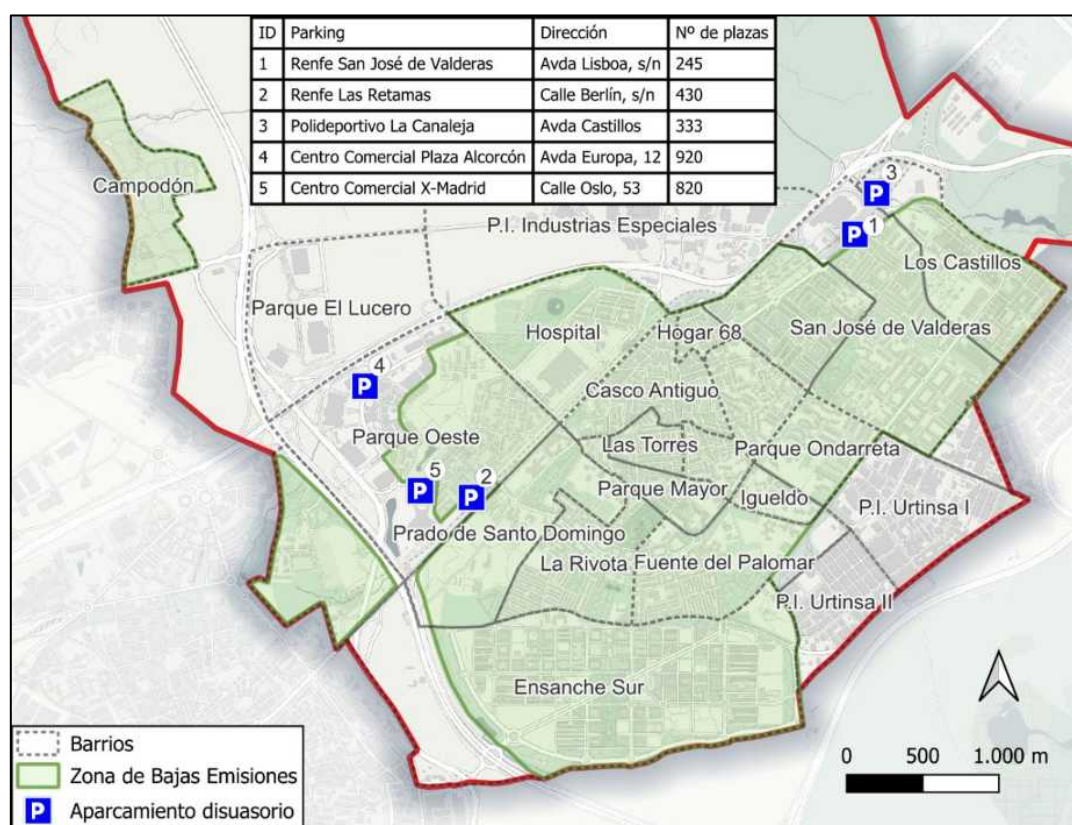 ID Parking Dirección Nº de plazas
1 Renfe San José de Valderas Avda Lisboa, s/n 245
2 Renfe Las Retamas Calle Berlín, s/n 430
3 Polideportivo La Canaleja Avda Castillos 333
4 Centro Comercial Plaza Alcorcón Avda Europa, 12 920
5 Centro Comercial X-Madrid Calle Oslo, 53 820
Campodón
3
P
P.I. Industrias Especiales
1
P
Los Castillos
Parque El Lucero
Hospital
Hogar 68
San José de Valderas
4
P
Casco Antiguo
Parque Oeste
Las Torres
Parque Ondarreta
5
P
2
P
Parque Mayor
Igueldo
P.I. Urtinsa I
Prado de Santo Domingo
La Rivota
Fuente del Palomar
P.I. Urtinsa II
Ensanche Sur
Barrios
Zona de Bajas Emisiones
P Aparcamiento disuasorio
0 500 1.000 m